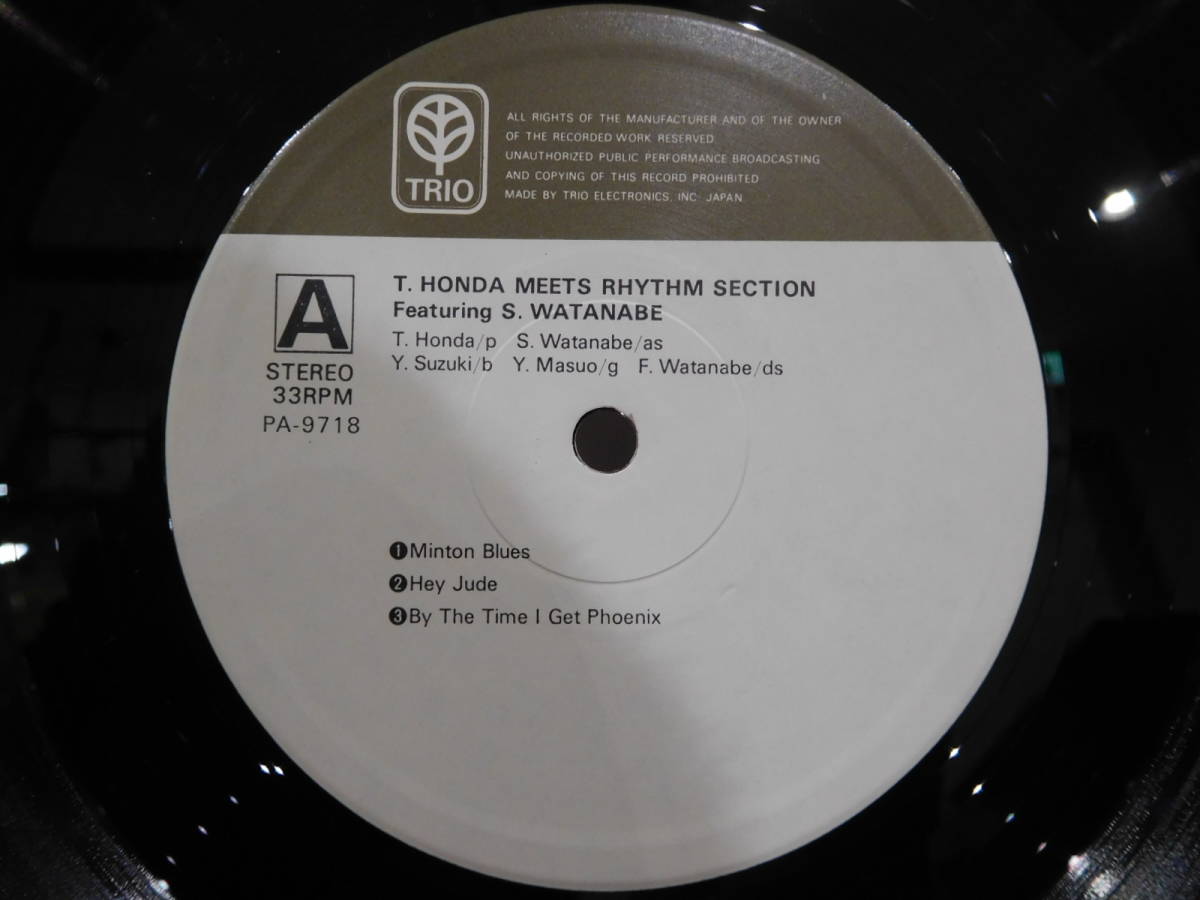 TRIO
ALL RIGHTS OF THE MANUFACTURER AND OF THE OWNER
OF THE RECORDED WORK RESERVED
UNAUTHORIZED PUBLIC PERFORMANCE BROADCASTING
AND COPYING OF THIS RECORD PROHIBITED
MADE BY TRIO ELECTRONICS, INC. JAPAN
A
STEREO
33RPM
PA-9718
T. HONDA MEETS RHYTHM SECTION
Featuring S. WATANABE
T. Honda/p S. Watanabe/as
Y. Suzuki/b Y. Masuo/g F. Watanabe/ds
❶Minton Blues
❷Hey Jude
❸By The Time I Get Phoenix